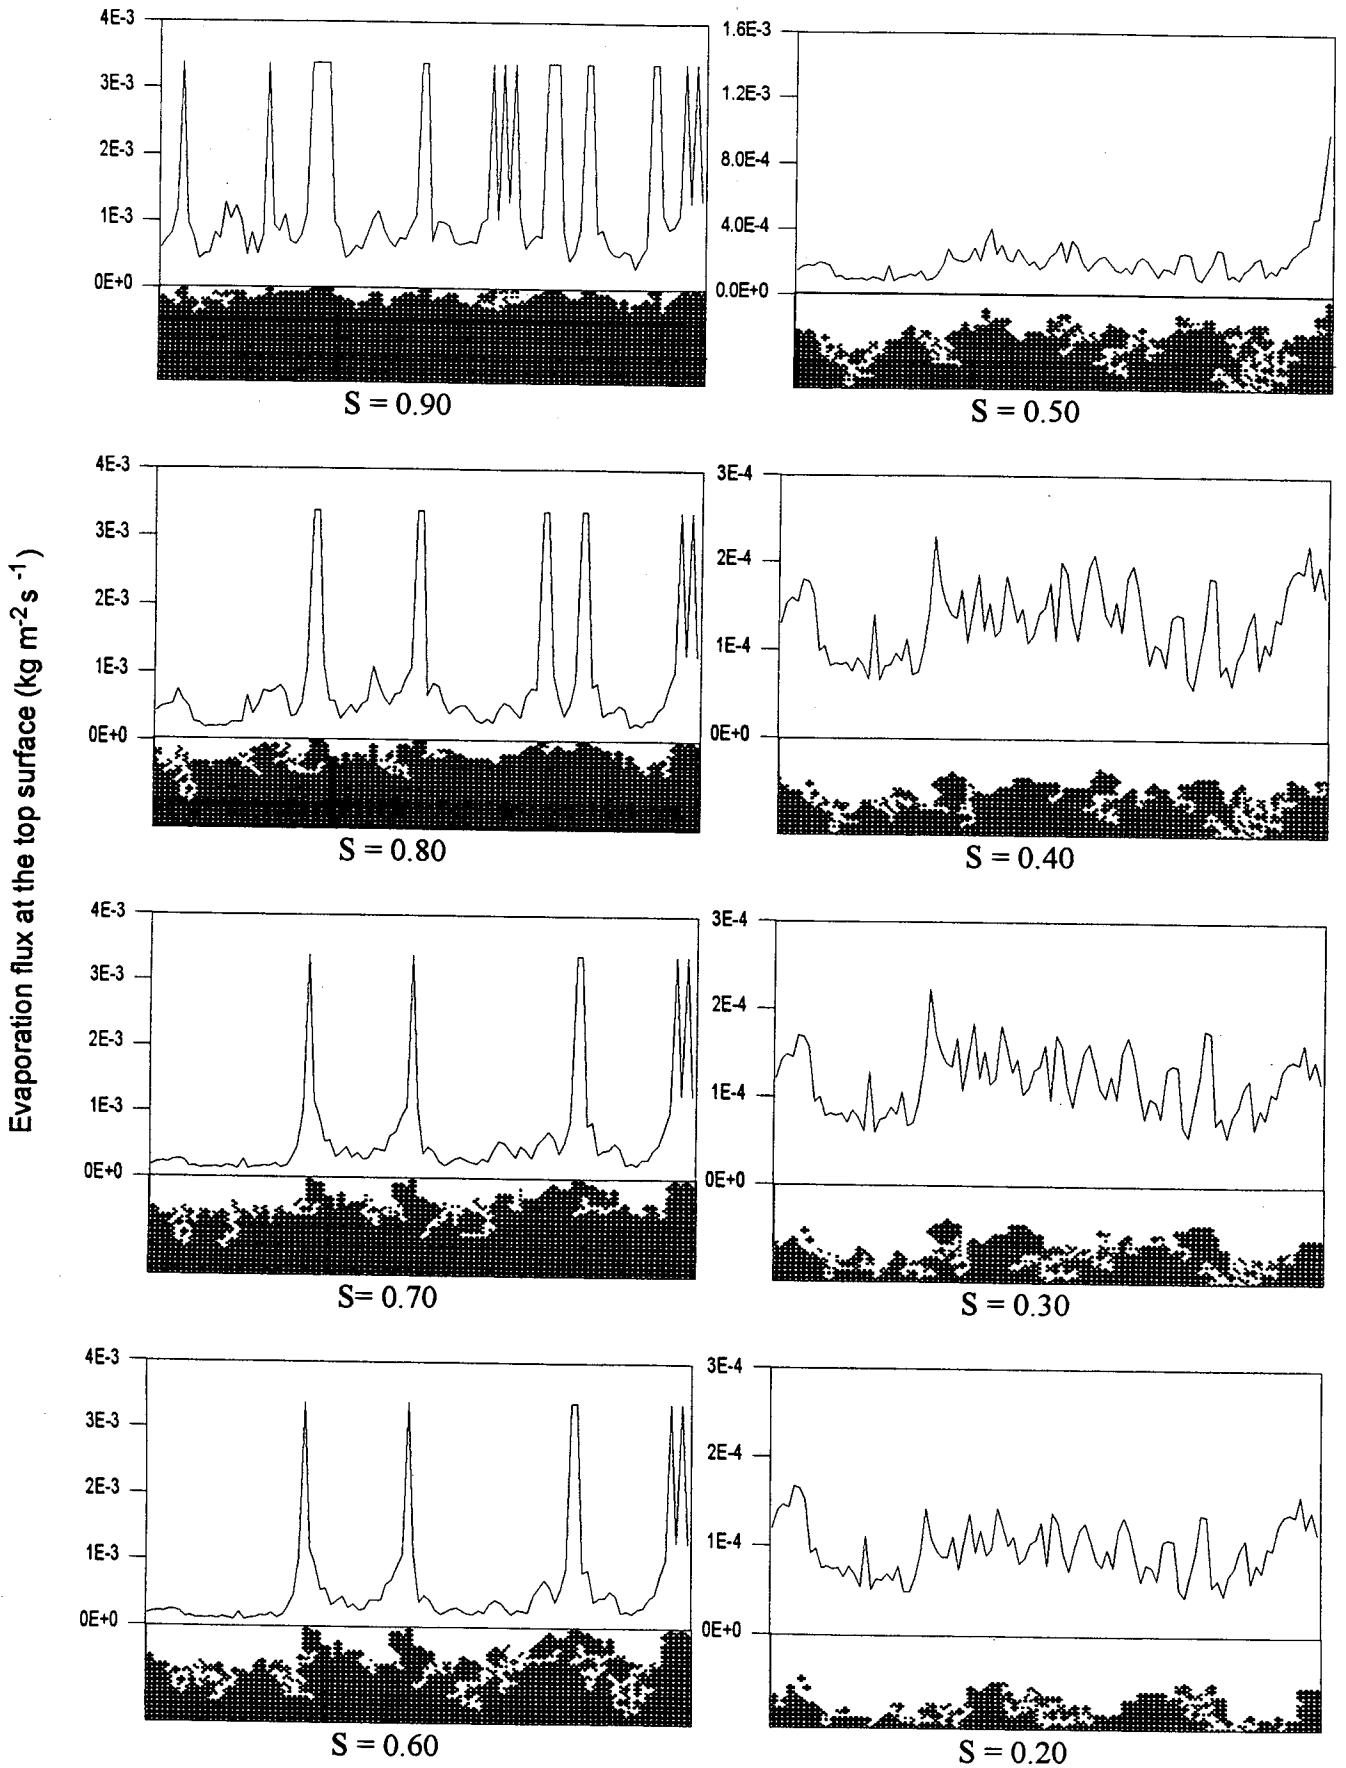 Evaporation flux at the top surface (kg m-2 s -1)
4E-3
3E-3
2E-3
1E-3
0E+0
S = 0.90
1.6E-3
1.2E-3
8.0E-4
4.0E-4
0.0E+0
S = 0.50
4E-3
3E-3
2E-3
1E-3
0E+0
S = 0.80
3E-4
2E-4
1E-4
0E+0
S = 0.40
4E-3
3E-3
2E-3
1E-3
0E+0
S= 0.70
3E-4
2E-4
1E-4
0E+0
S = 0.30
4E-3
3E-3
2E-3
1E-3
0E+0
S = 0.60
3E-4
2E-4
1E-4
0E+0
S = 0.20